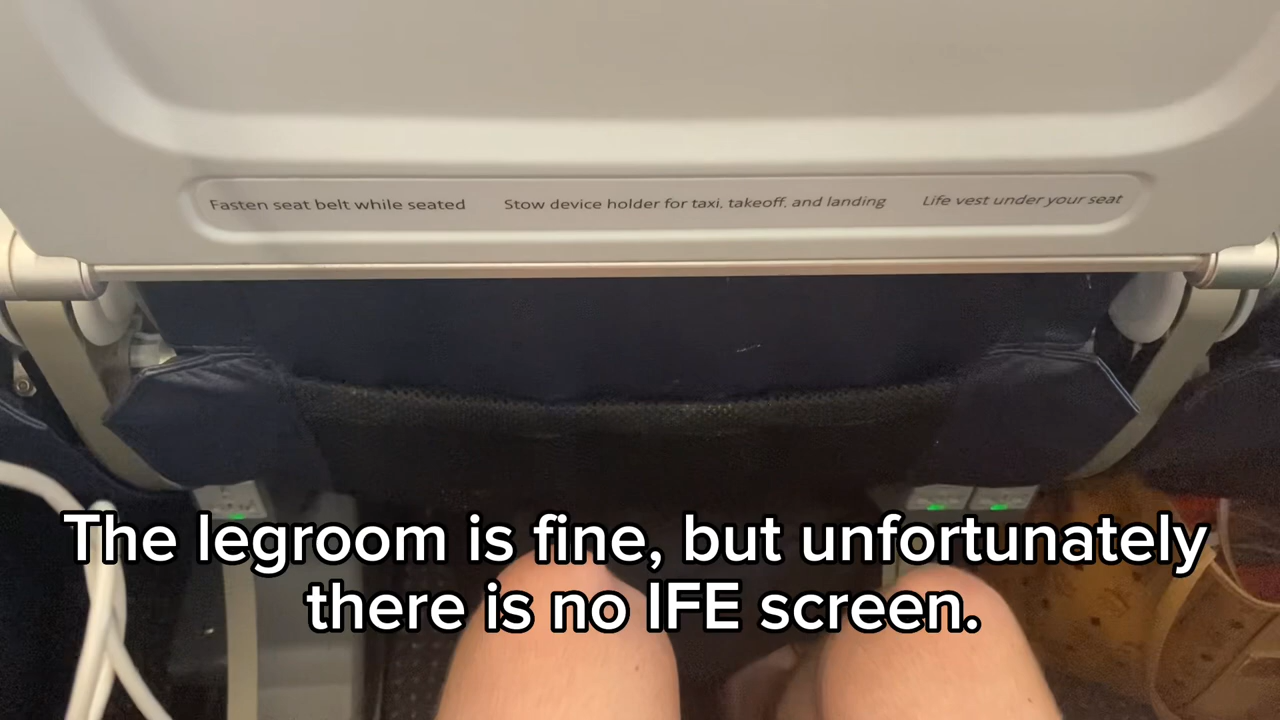 Fasten seat belt while seated
Stow device holder for taxi, takeoff, and landing
Life vest under your seat
The legroom is fine, but unfortunately
there is no IFE screen.